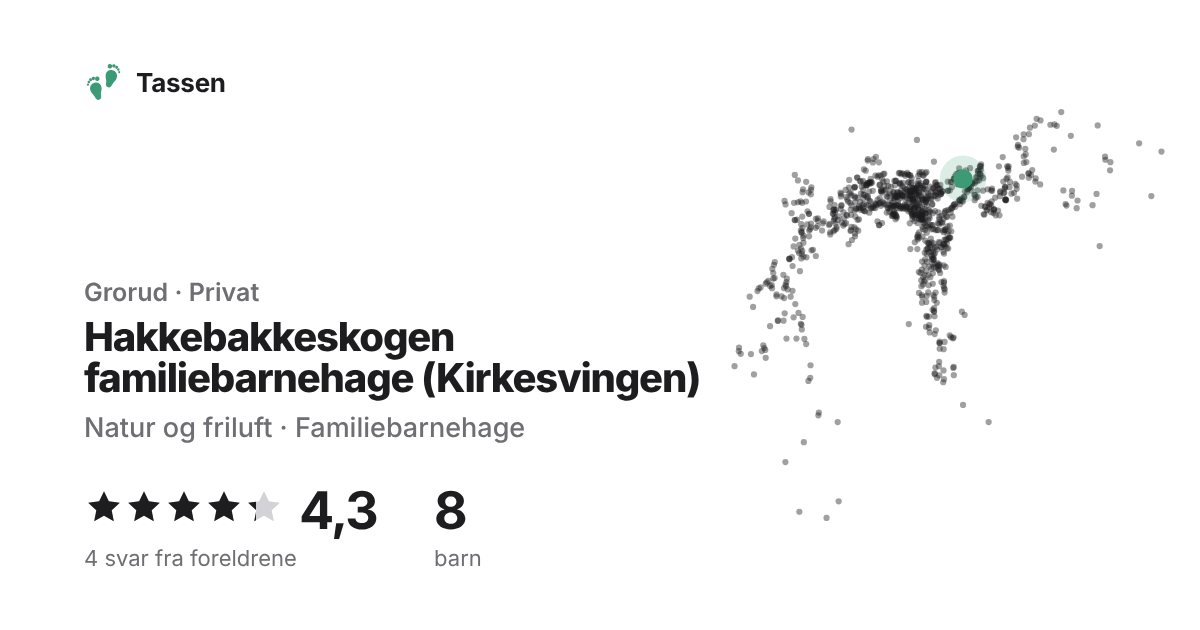 Tassen
Grorud · Privat
Hakkebakkeskogen
familiebarnehage (Kirkesvingen)
Natur og friluft · Familiebarnehage
4,3 8
4 svar fra foreldrene barn